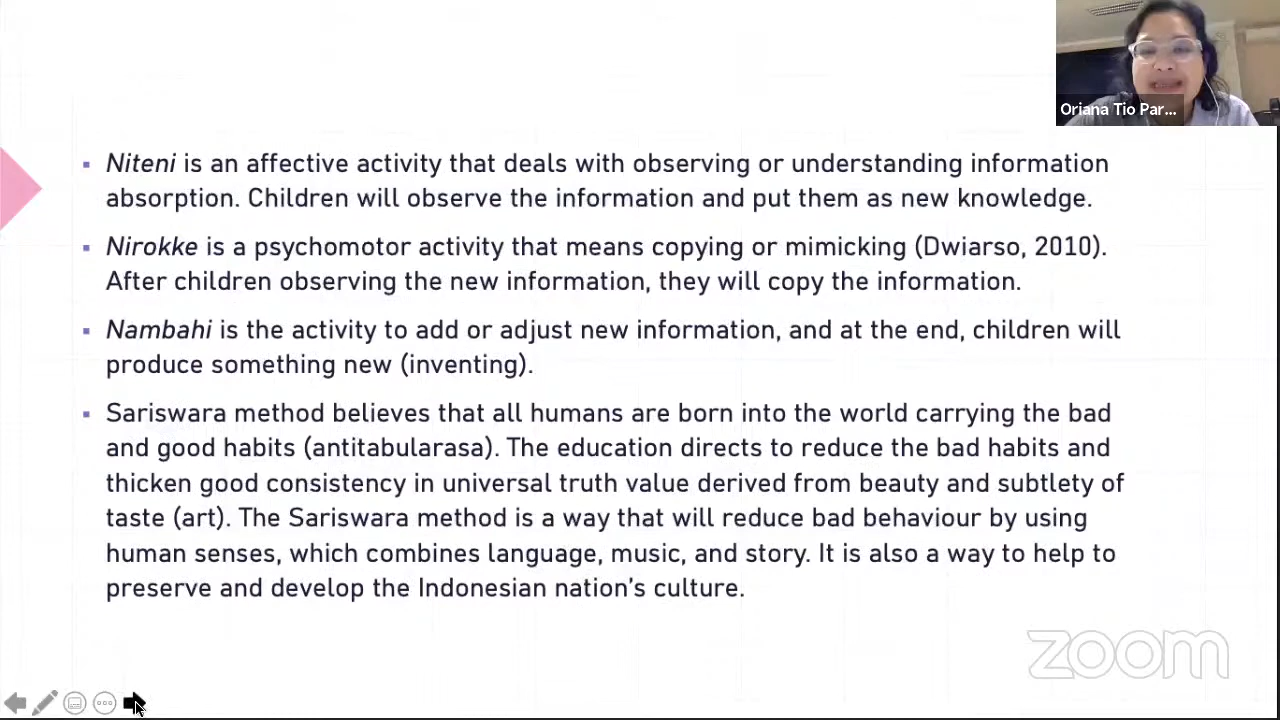 Oriana Tio Par...
Niteni is an affective activity that deals with observing or understanding information
absorption. Children will observe the information and put them as new knowledge.
Nirokke is a psychomotor activity that means copying or mimicking (Dwiarso, 2010).
After children observing the new information, they will copy the information.
Nambahi is the activity to add or adjust new information, and at the end, children will
produce something new (inventing).
Sariswara method believes that all humans are born into the world carrying the bad
and good habits (antitabularasa). The education directs to reduce the bad habits and
thicken good consistency in universal truth value derived from beauty and subtlety of
taste (art). The Sariswara method is a way that will reduce bad behaviour by using
human senses, which combines language, music, and story. It is also a way to help to
preserve and develop the Indonesian nation's culture.
zoom